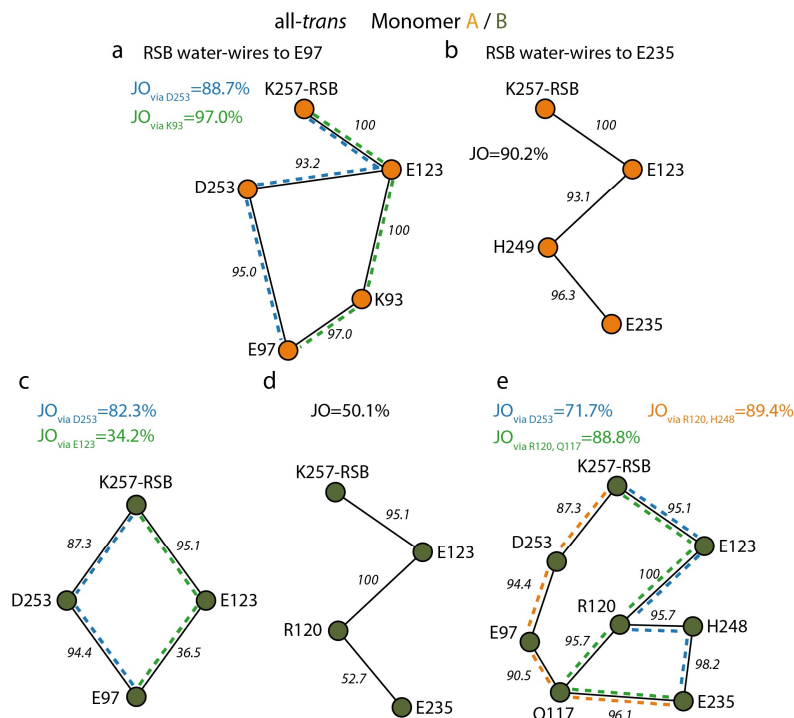 all-trans Monomer A / B
a RSB water-wires to E97
JOvia D253=88.7%
JOvia K93=97.0%
K257-RSB
100
93.2
E123
D253
100
95.0
K93
97.0
E97
b RSB water-wires to E235
K257-RSB
100
JO=90.2%
E123
93.1
H249
96.3
E235
c
JOvia D253=82.3%
JOvia E123=34.2%
K257-RSB
87.3
95.1
D253
E123
94.4
36.5
E97
d
JO=50.1%
K257-RSB
95.1
E123
100
R120
52.7
E235
e
JOvia D253=71.7%
JOvia R120, H248=89.4%
JOvia R120, Q117=88.8%
K257-RSB
87.3
95.1
D253
E123
94.4
100
R120
95.7
H248
E97
95.7
98.2
90.5
E235
Q117
96.1